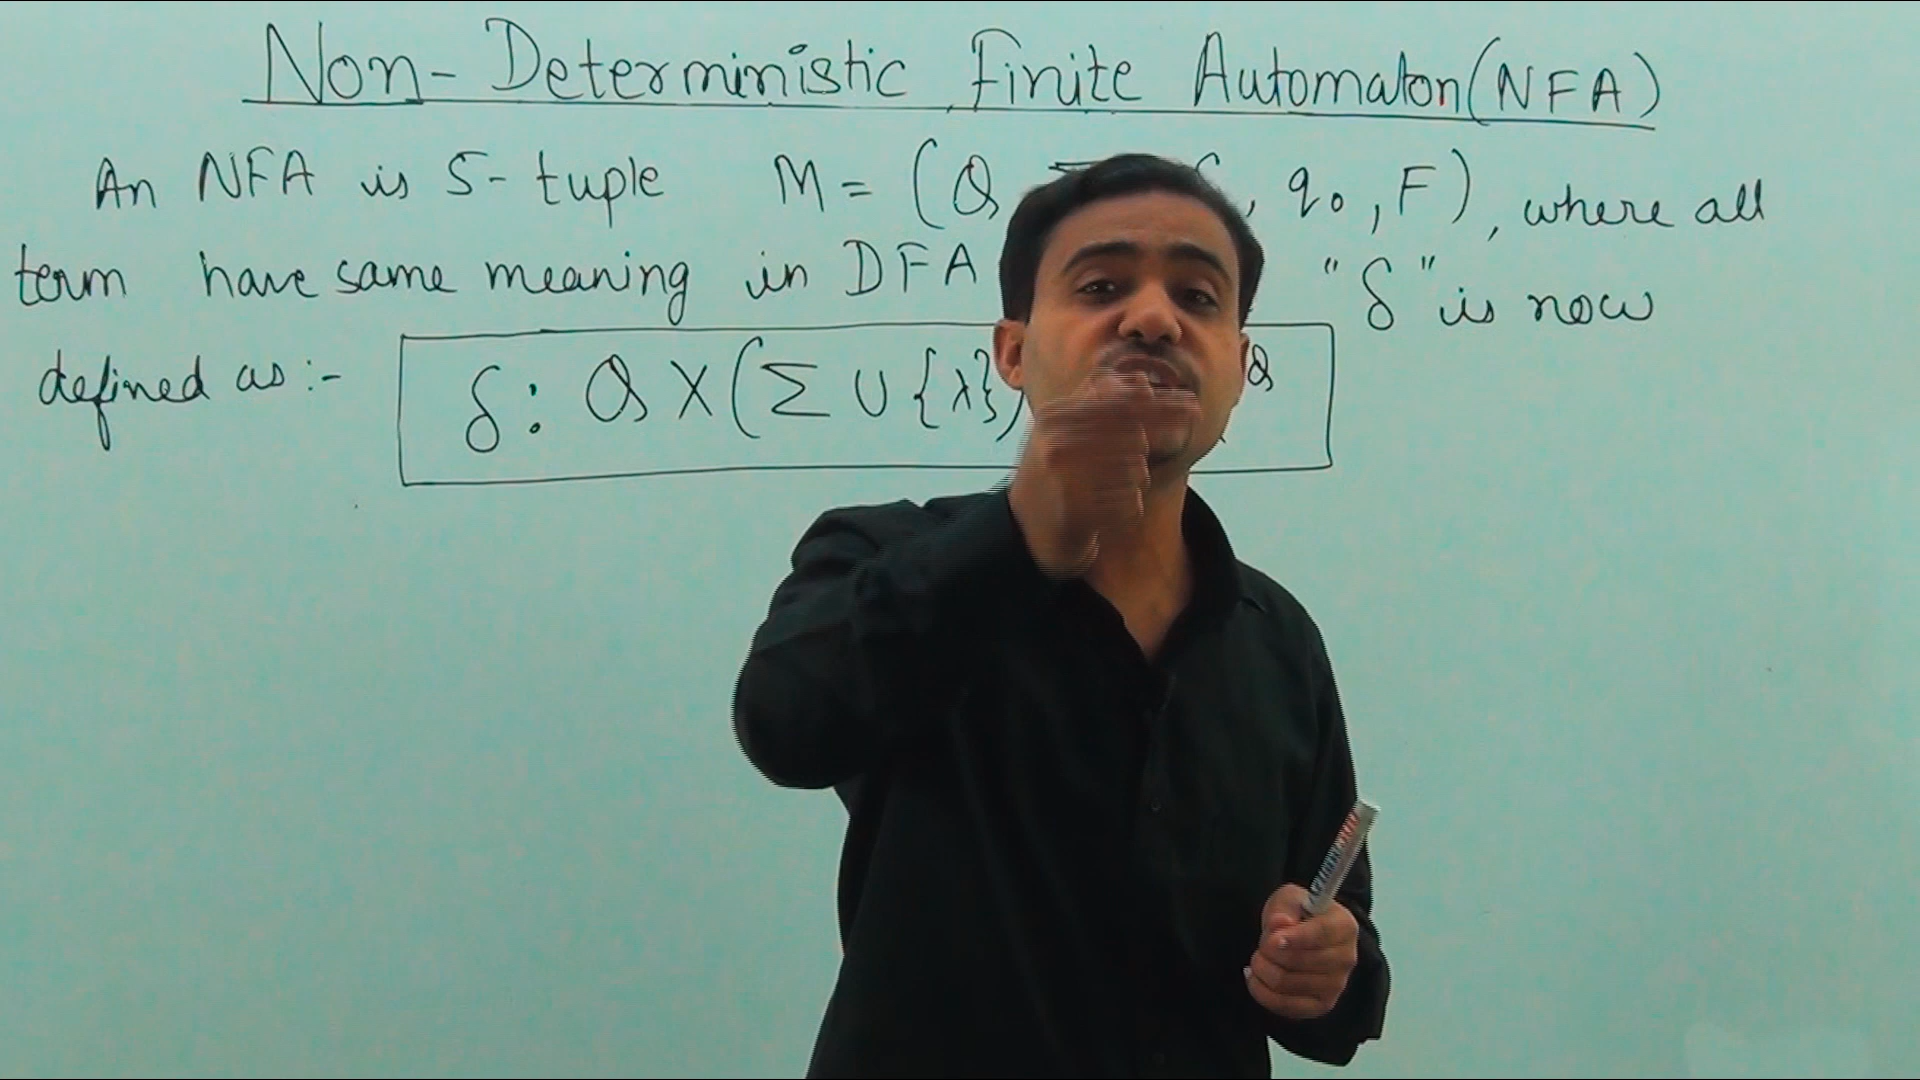 Non-Deterministic Finite Automaton(NFA)
An NFA is 5-tuple M = (Q , q₀, F), where all
term have same meaning in DFA "δ" is now
defined as :-
δ: Q X (Σ ∪ {λ}) Q